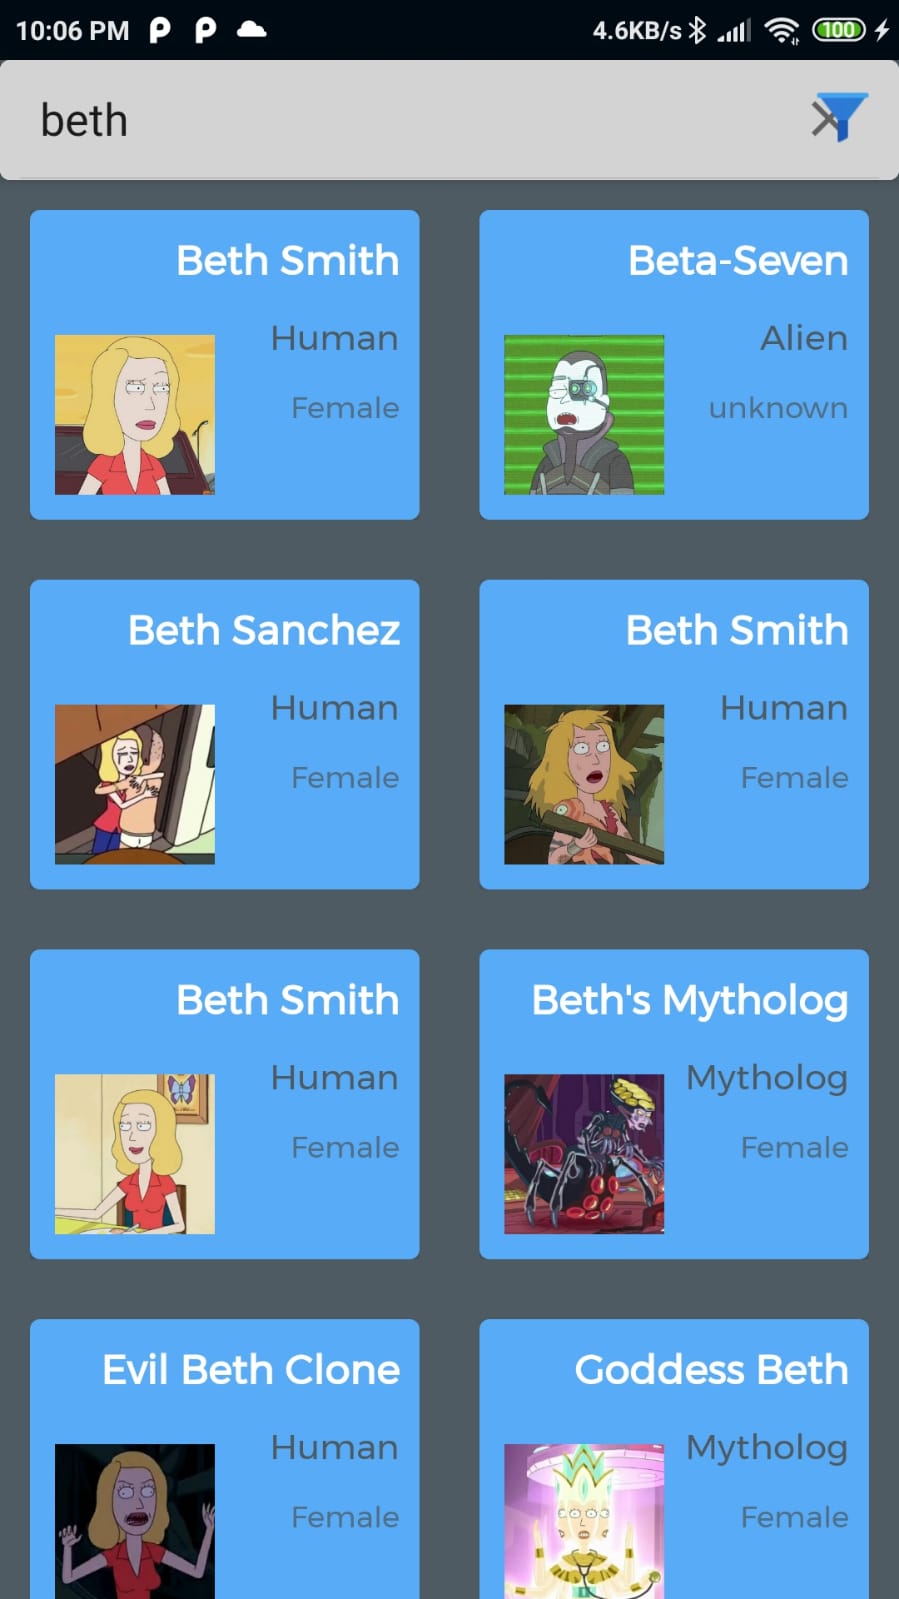 10:06 PM 4.6KB/s 100
beth
Beth Smith
Human
Female
Beta-Seven
Alien
unknown
Beth Sanchez
Human
Female
Beth Smith
Human
Female
Beth Smith
Human
Female
Beth's Mytholog
Mytholog
Female
Evil Beth Clone
Human
Female
Goddess Beth
Mytholog
Female